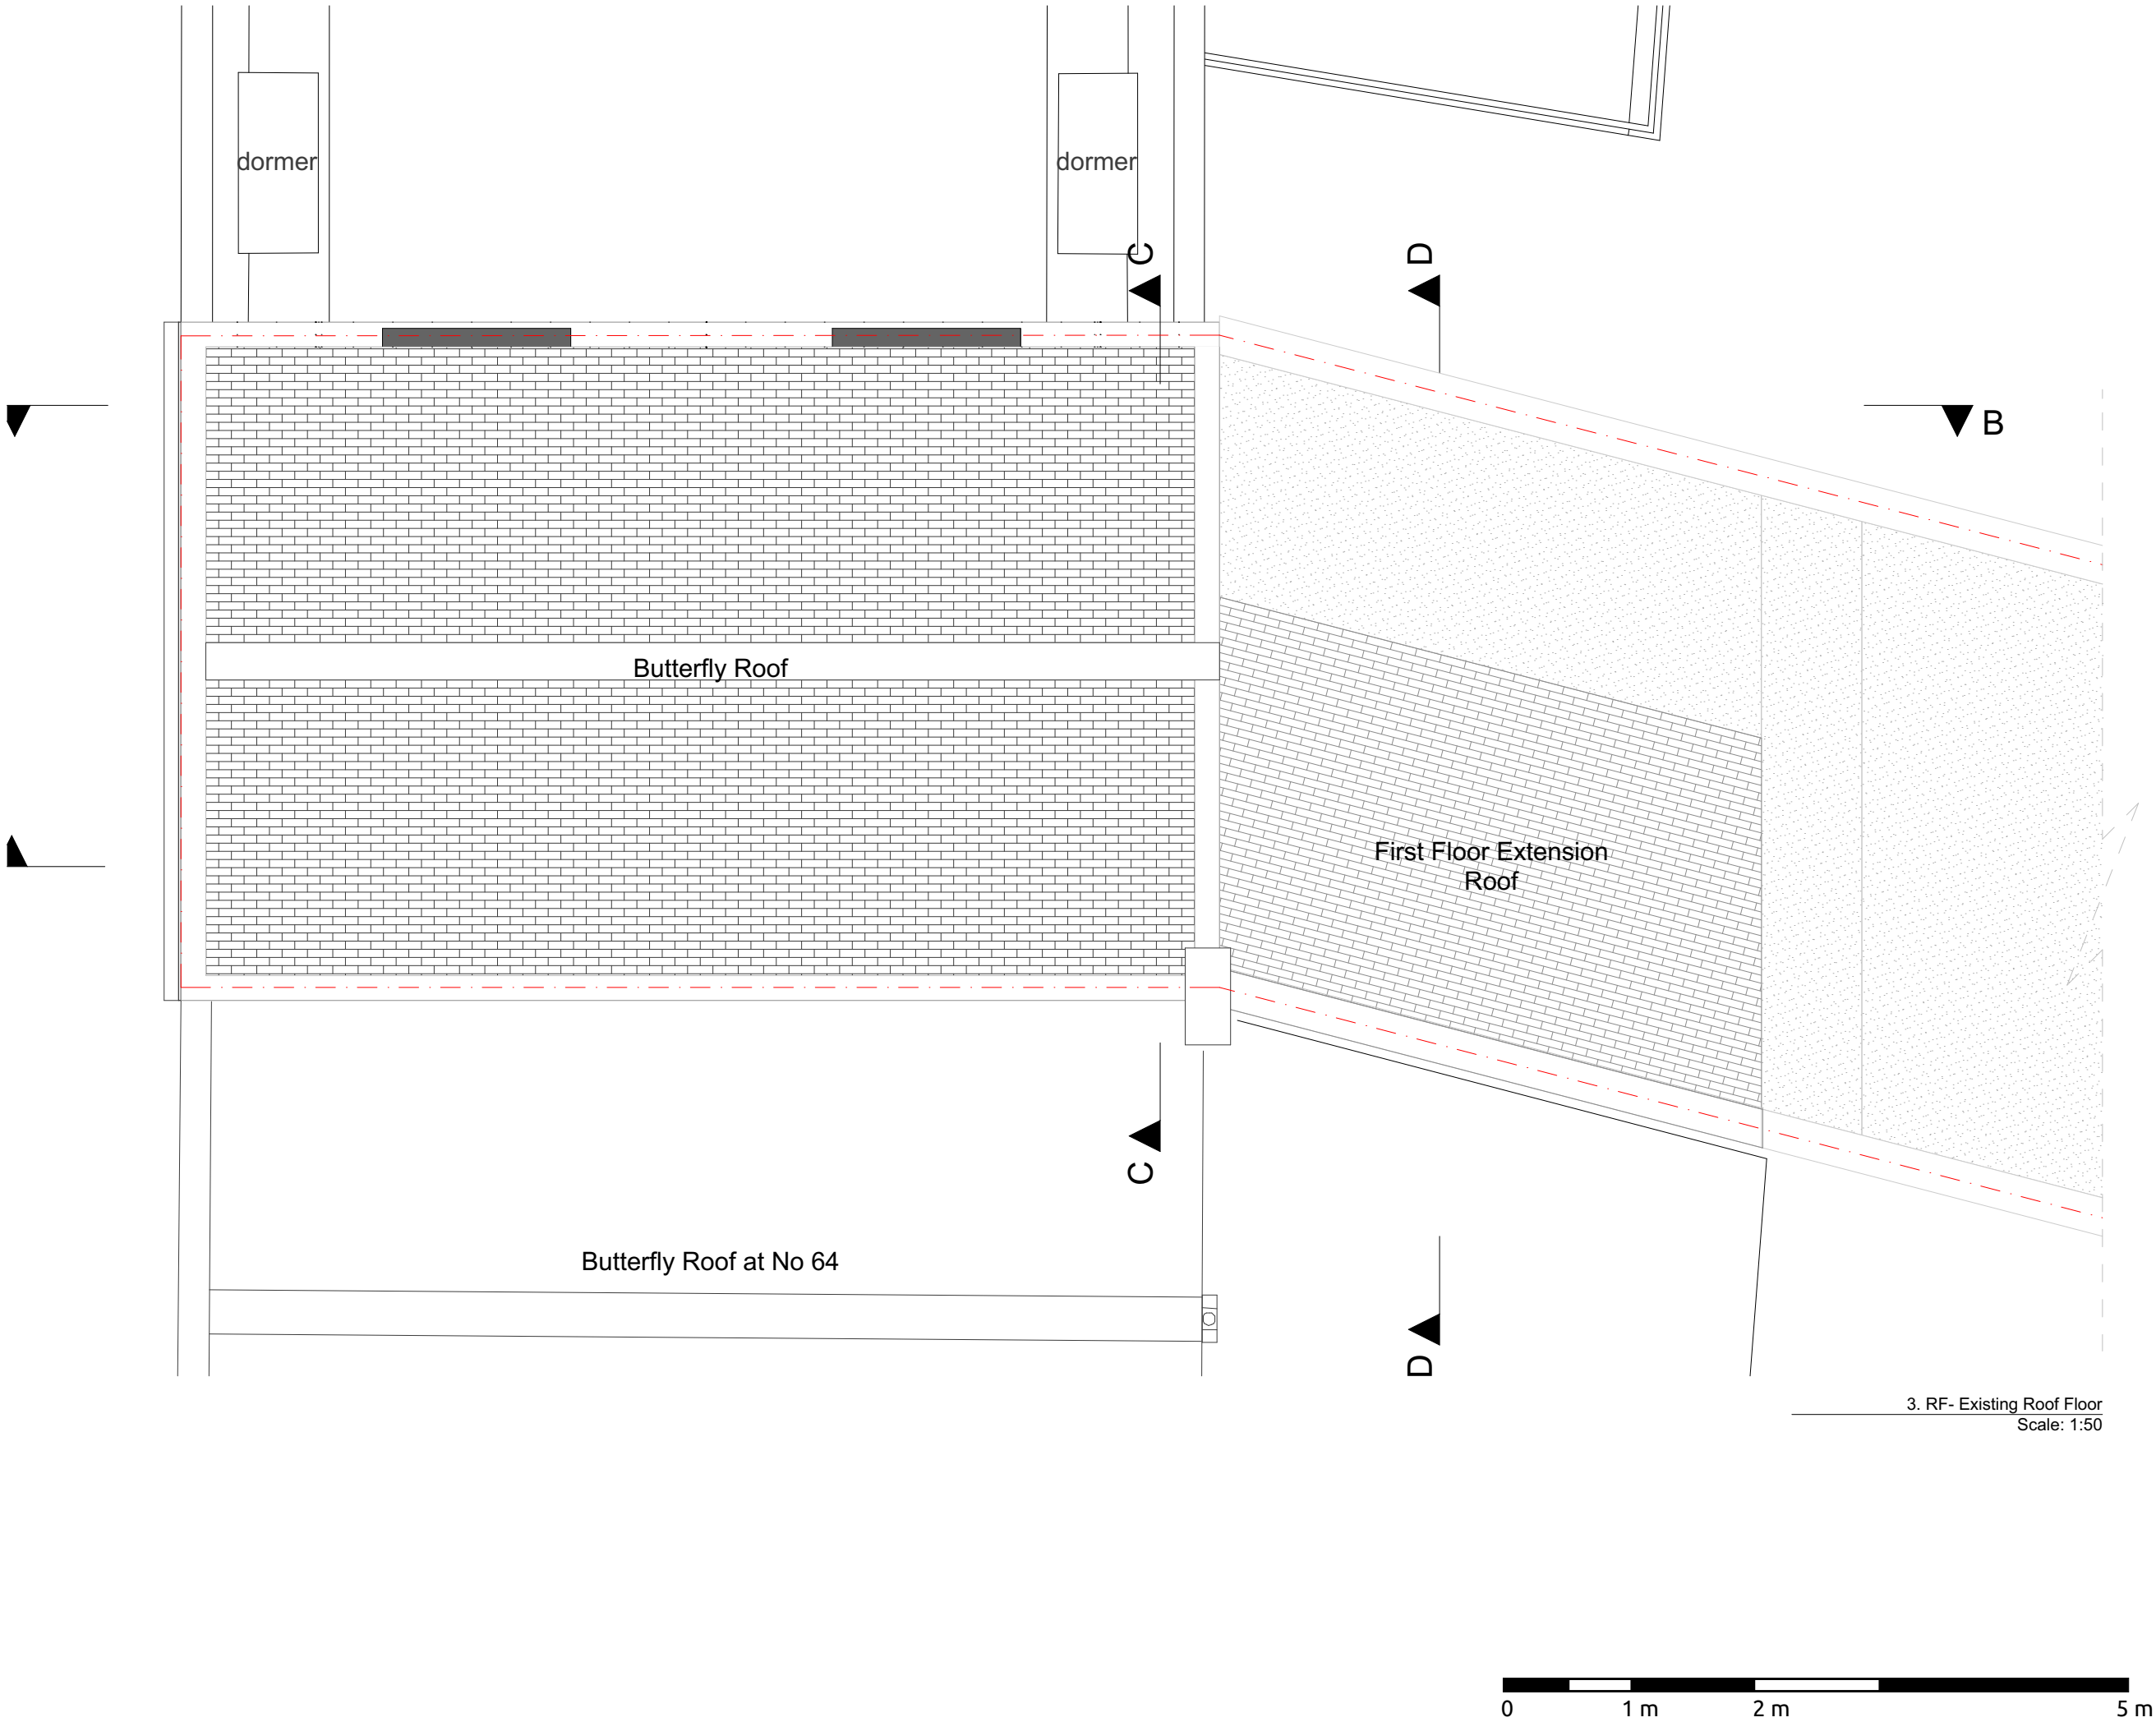 dormer
dormer
C
D
B
Butterfly Roof
First Floor Extension
Roof
C
Butterfly Roof at No 64
D
3. RF- Existing Roof Floor
Scale: 1:50
0
1 m
2 m
5 m